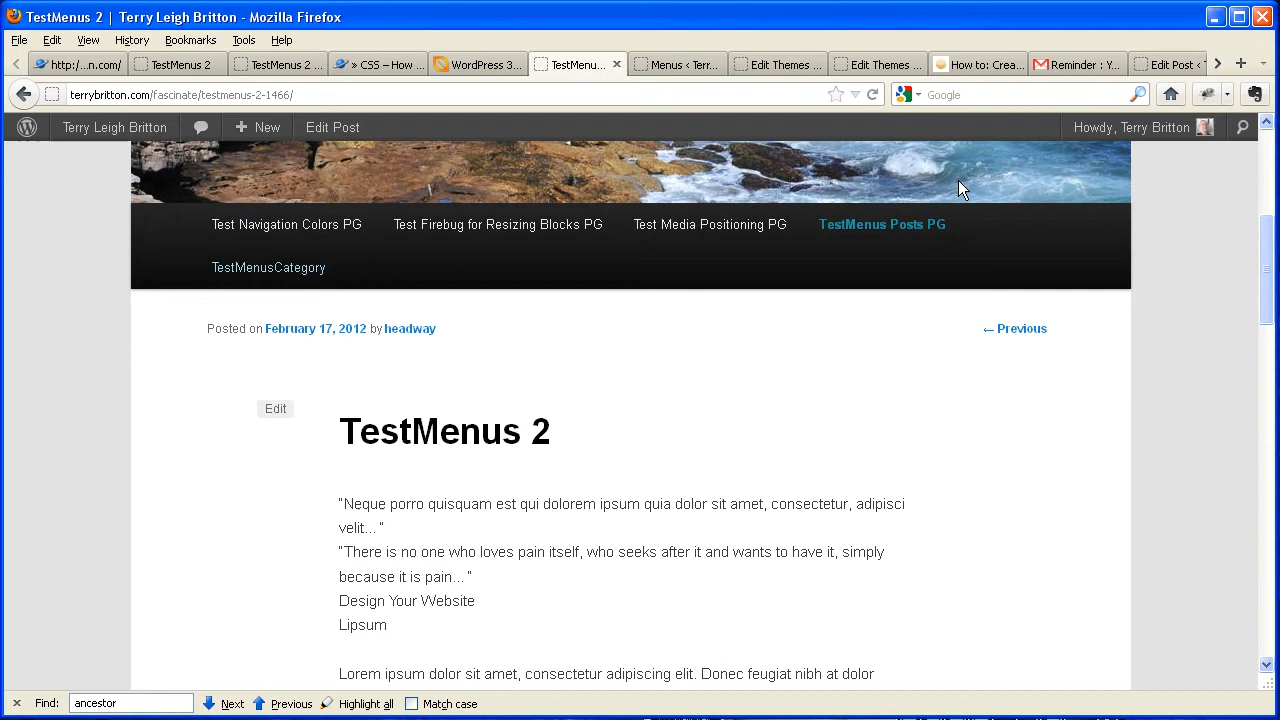 TestMenus 2 | Terry Leigh Britton - Mozilla Firefox
File Edit View History Bookmarks Tools Help
http:/...n.com/ TestMenus 2 TestMenus 2 ... » CSS – How ... WordPress 3... TestMenu... Menus ‹ Terr... Edit Themes ... Edit Themes ... How to: Crea... Reminder : Y... Edit Post ‹
terrybritton.com/fascinate/testmenus-2-1466/ Google
Terry Leigh Britton New Edit Post Howdy, Terry Britton
Test Navigation Colors PG Test Firebug for Resizing Blocks PG Test Media Positioning PG TestMenus Posts PG
TestMenusCategory
Posted on February 17, 2012 by headway ← Previous
Edit
TestMenus 2
"Neque porro quisquam est qui dolorem ipsum quia dolor sit amet, consectetur, adipisci
velit..."
"There is no one who loves pain itself, who seeks after it and wants to have it, simply
because it is pain..."
Design Your Website
Lipsum
Lorem ipsum dolor sit amet, consectetur adipiscing elit. Donec feugiat nibh at dolor
Find: ancestor Next Previous Highlight all Match case